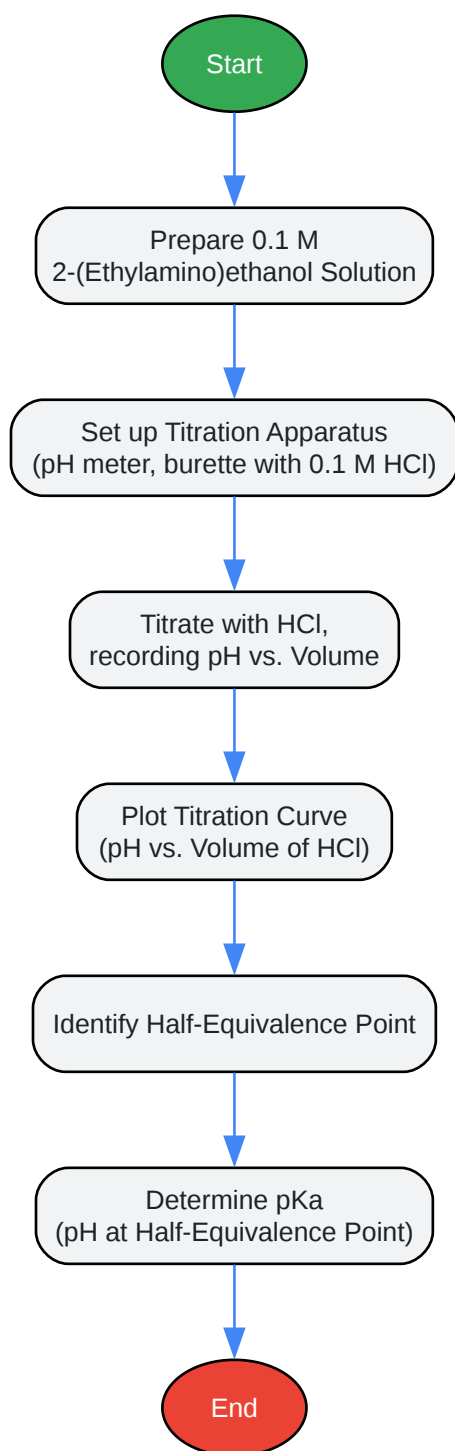 Start
Prepare 0.1 M
2-(Ethylamino)ethanol Solution
Set up Titration Apparatus
(pH meter, burette with 0.1 M HCl)
Titrate with HCl,
recording pH vs. Volume
Plot Titration Curve
(pH vs. Volume of HCl)
Identify Half-Equivalence Point
Determine pKa
(pH at Half-Equivalence Point)
End